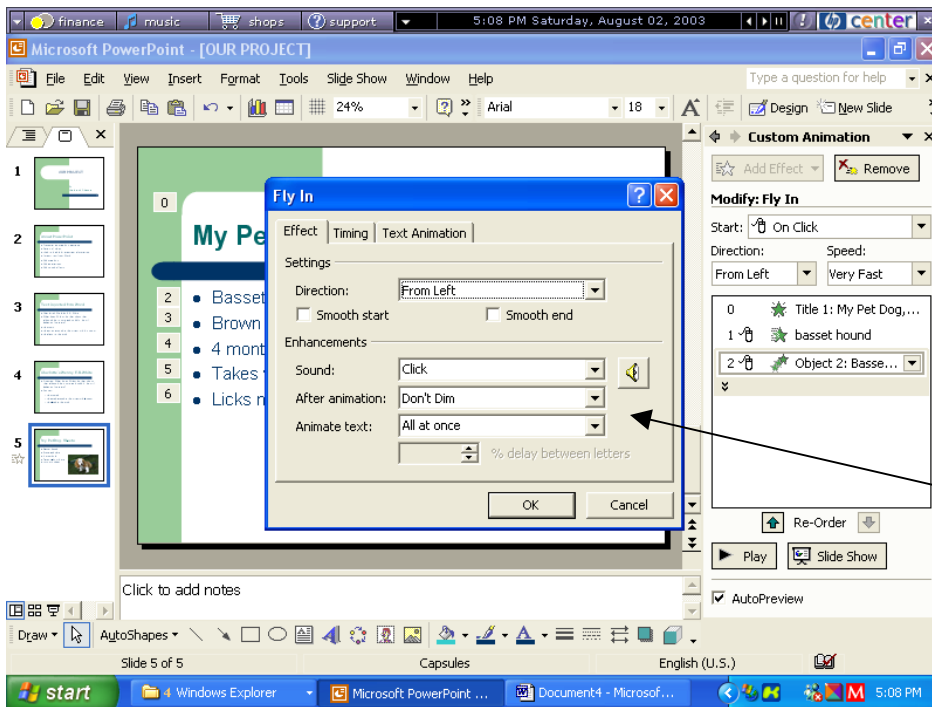 finance music shops support 5:08 PM Saturday, August 02, 2003 center
Microsoft PowerPoint - [OUR PROJECT]
File Edit View Insert Format Tools Slide Show Window Help Type a question for help
24% Arial 18 A Design New Slide
Custom Animation
Add Effect Remove
Modify: Fly In
Start: On Click
Direction: Speed:
From Left Very Fast
0 Title 1: My Pet Dog,...
1 basset hound
2 Object 2: Basse...
Re-Order
Play Slide Show
AutoPreview
1
2
3
4
5
0
My Pe
2 • Basset
3 • Brown
4 • 4 mont
5 • Takes
6 • Licks n
Fly In
Effect Timing Text Animation
Settings
Direction: From Left
Smooth start Smooth end
Enhancements
Sound: Click
After animation: Don't Dim
Animate text: All at once
% delay between letters
OK Cancel
Click to add notes
Draw AutoShapes A
Slide 5 of 5 Capsules English (U.S.)
start 4 Windows Explorer Microsoft PowerPoint ... Document4 - Microsof... M 5:08 PM